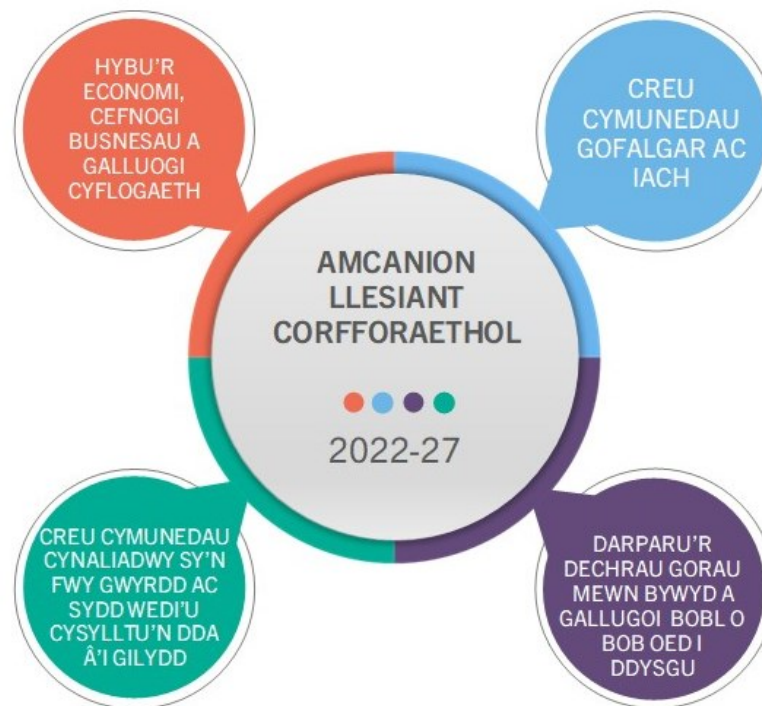 HYBU'R
ECONOMI,
CEFNOGI
BUSNESAU A
GALLUOGI
CYFLOGAETH
CREU
CYMUNEDAU
GOFALGAR AC
IACH
AMCANION
LLESIANT
CORFFORAETHOL
2022-27
CREU CYMUNEDAU
CYNALIADWY SY'N
FWY GWYRDD AC
SYDD WEDI'U
CYSYLLTU'N DDA
Â'I GILYDD
DARPARU'R
DECHRAU GORAU
MEWN BYWYD A
GALLUGOI BOBL O
BOB OED I
DDYSGU